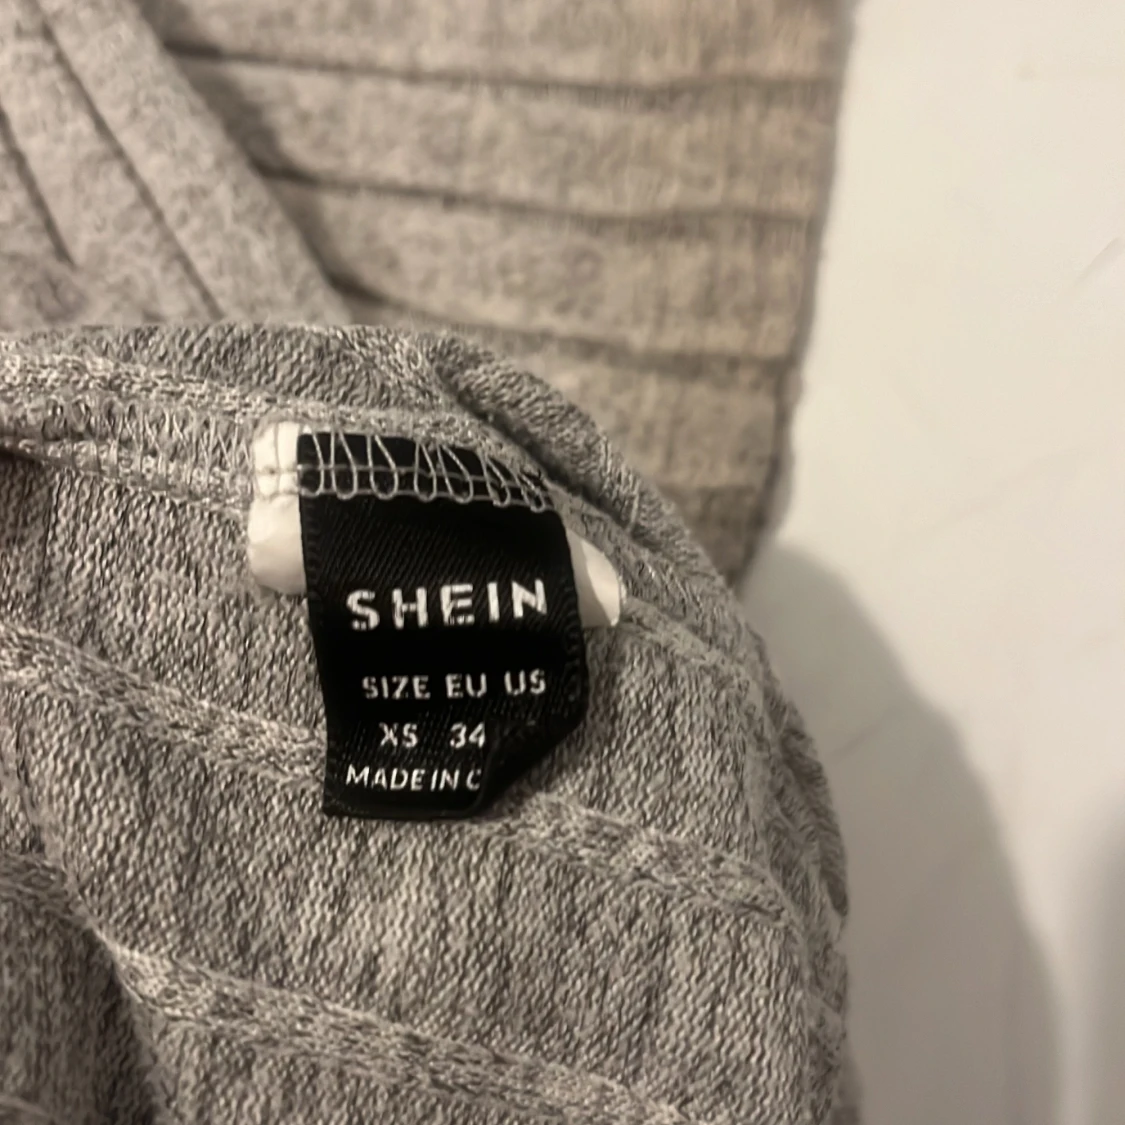 SHEIN
SIZE EU US
XS 34
MADE IN C